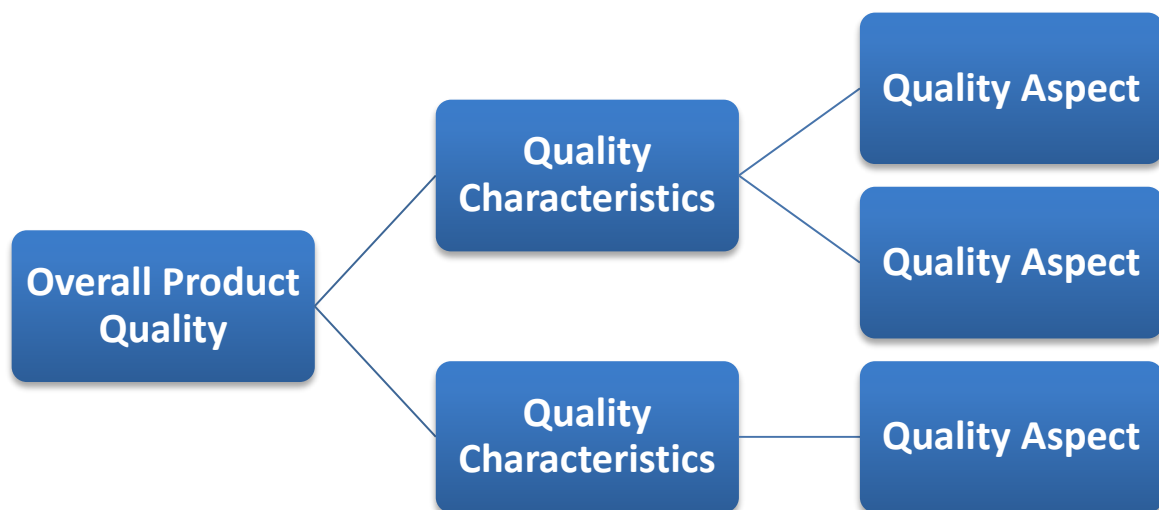 Overall Product
Quality
Quality
Characteristics
Quality Aspect
Quality Aspect
Quality
Characteristics
Quality Aspect